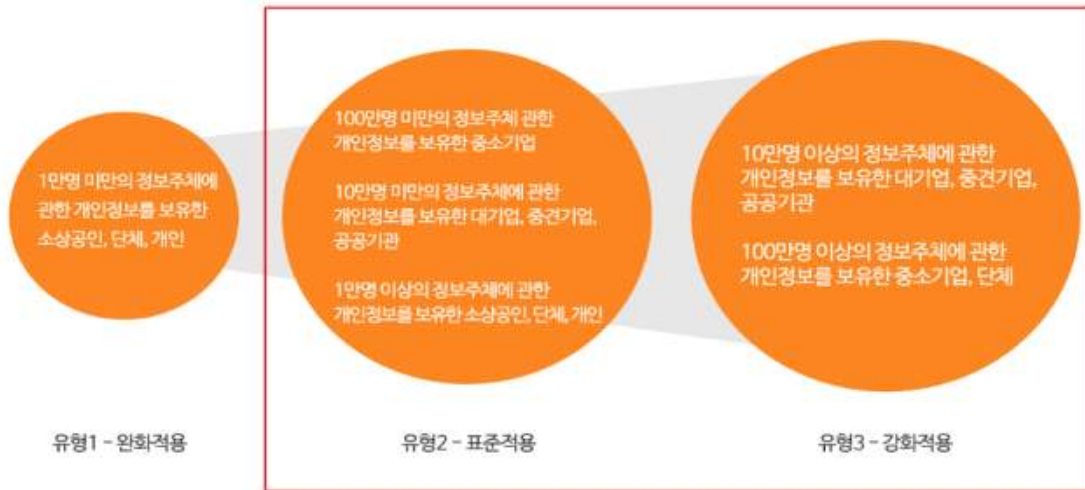 1만명 미만의 정보주체에
관한 개인정보를 보유한
소상공인, 단체, 개인
유형1 - 완화적용
100만명 미만의 정보주체 관한
개인정보를 보유한 중소기업
10만명 미만의 정보주체에 관한
개인정보를 보유한 대기업, 중견기업,
공공기관
1만명 이상의 정보주체에 관한
개인정보를 보유한 소상공인, 단체, 개인
유형2 - 표준적용
10만명 이상의 정보주체에 관한
개인정보를 보유한 대기업, 중견기업,
공공기관
100만명 이상의 정보주체에 관한
개인정보를 보유한 중소기업, 단체
유형3 - 강화적용